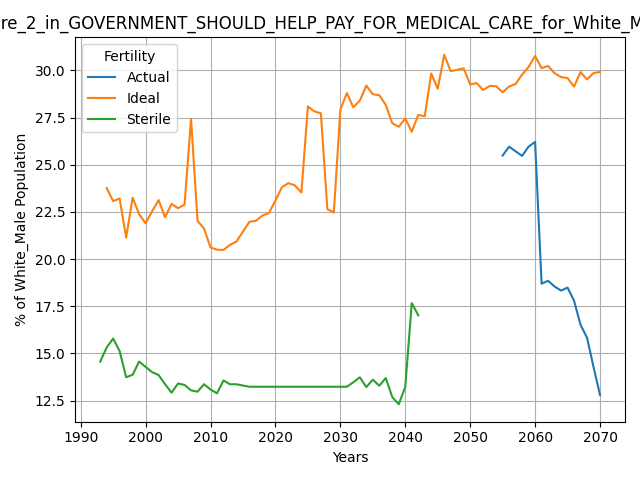 re_2_in_GOVERNMENT_SHOULD_HELP_PAY_FOR_MEDICAL_CARE_for_White_M
Fertility
Actual
Ideal
Sterile
% of White_Male Population
30.0
27.5
25.0
22.5
20.0
17.5
15.0
12.5
1990 2000 2010 2020 2030 2040 2050 2060 2070
Years